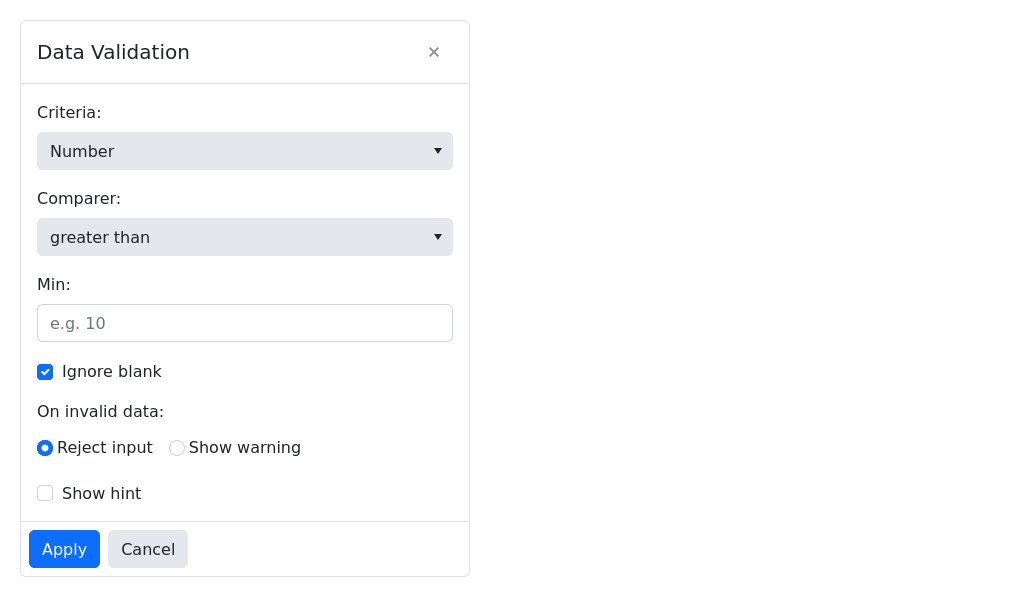 Data Validation
Criteria:
Number
Comparer:
greater than
Min:
e.g. 10
Ignore blank
On invalid data:
Reject input Show warning
Show hint
Apply Cancel